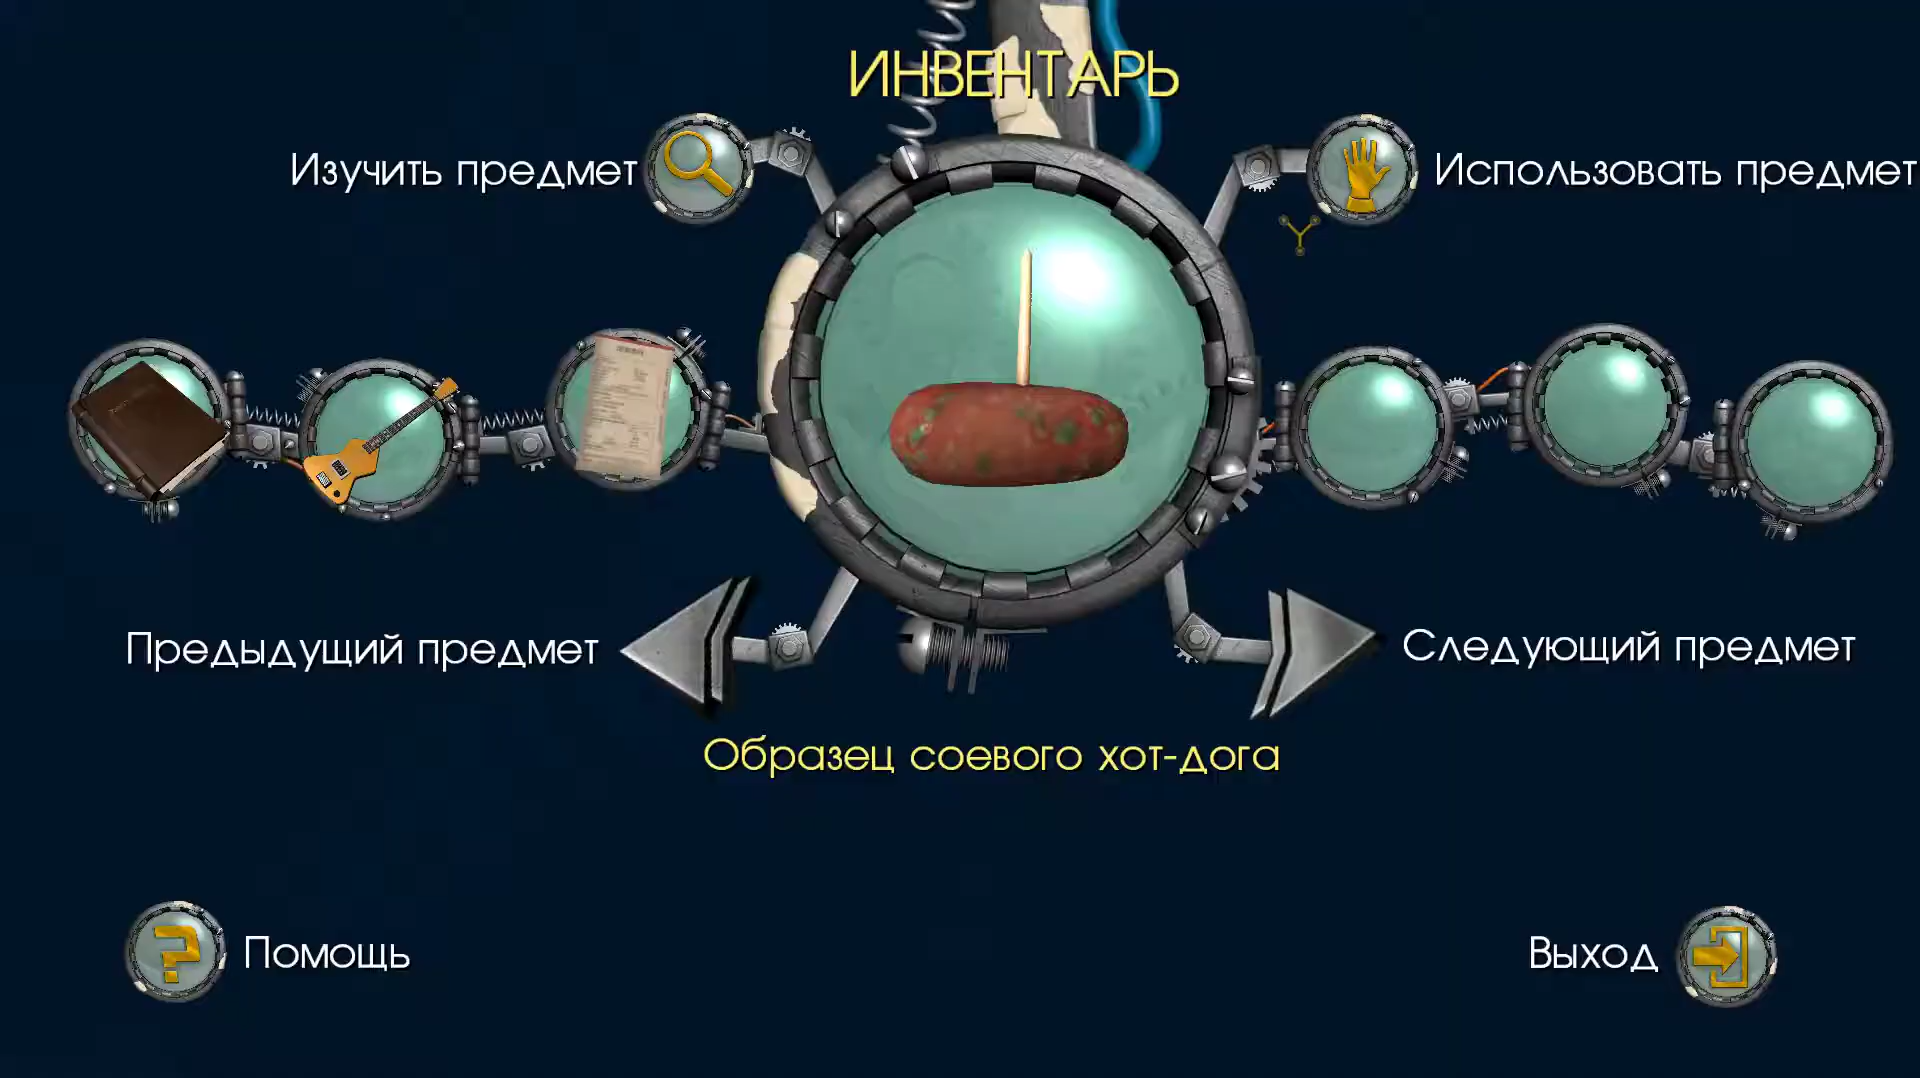 ИНВЕНТАРЬ
Изучить предмет
Использовать предмет
Предыдущий предмет
Следующий предмет
Образец соевого хот-дога
Помощь
Выход